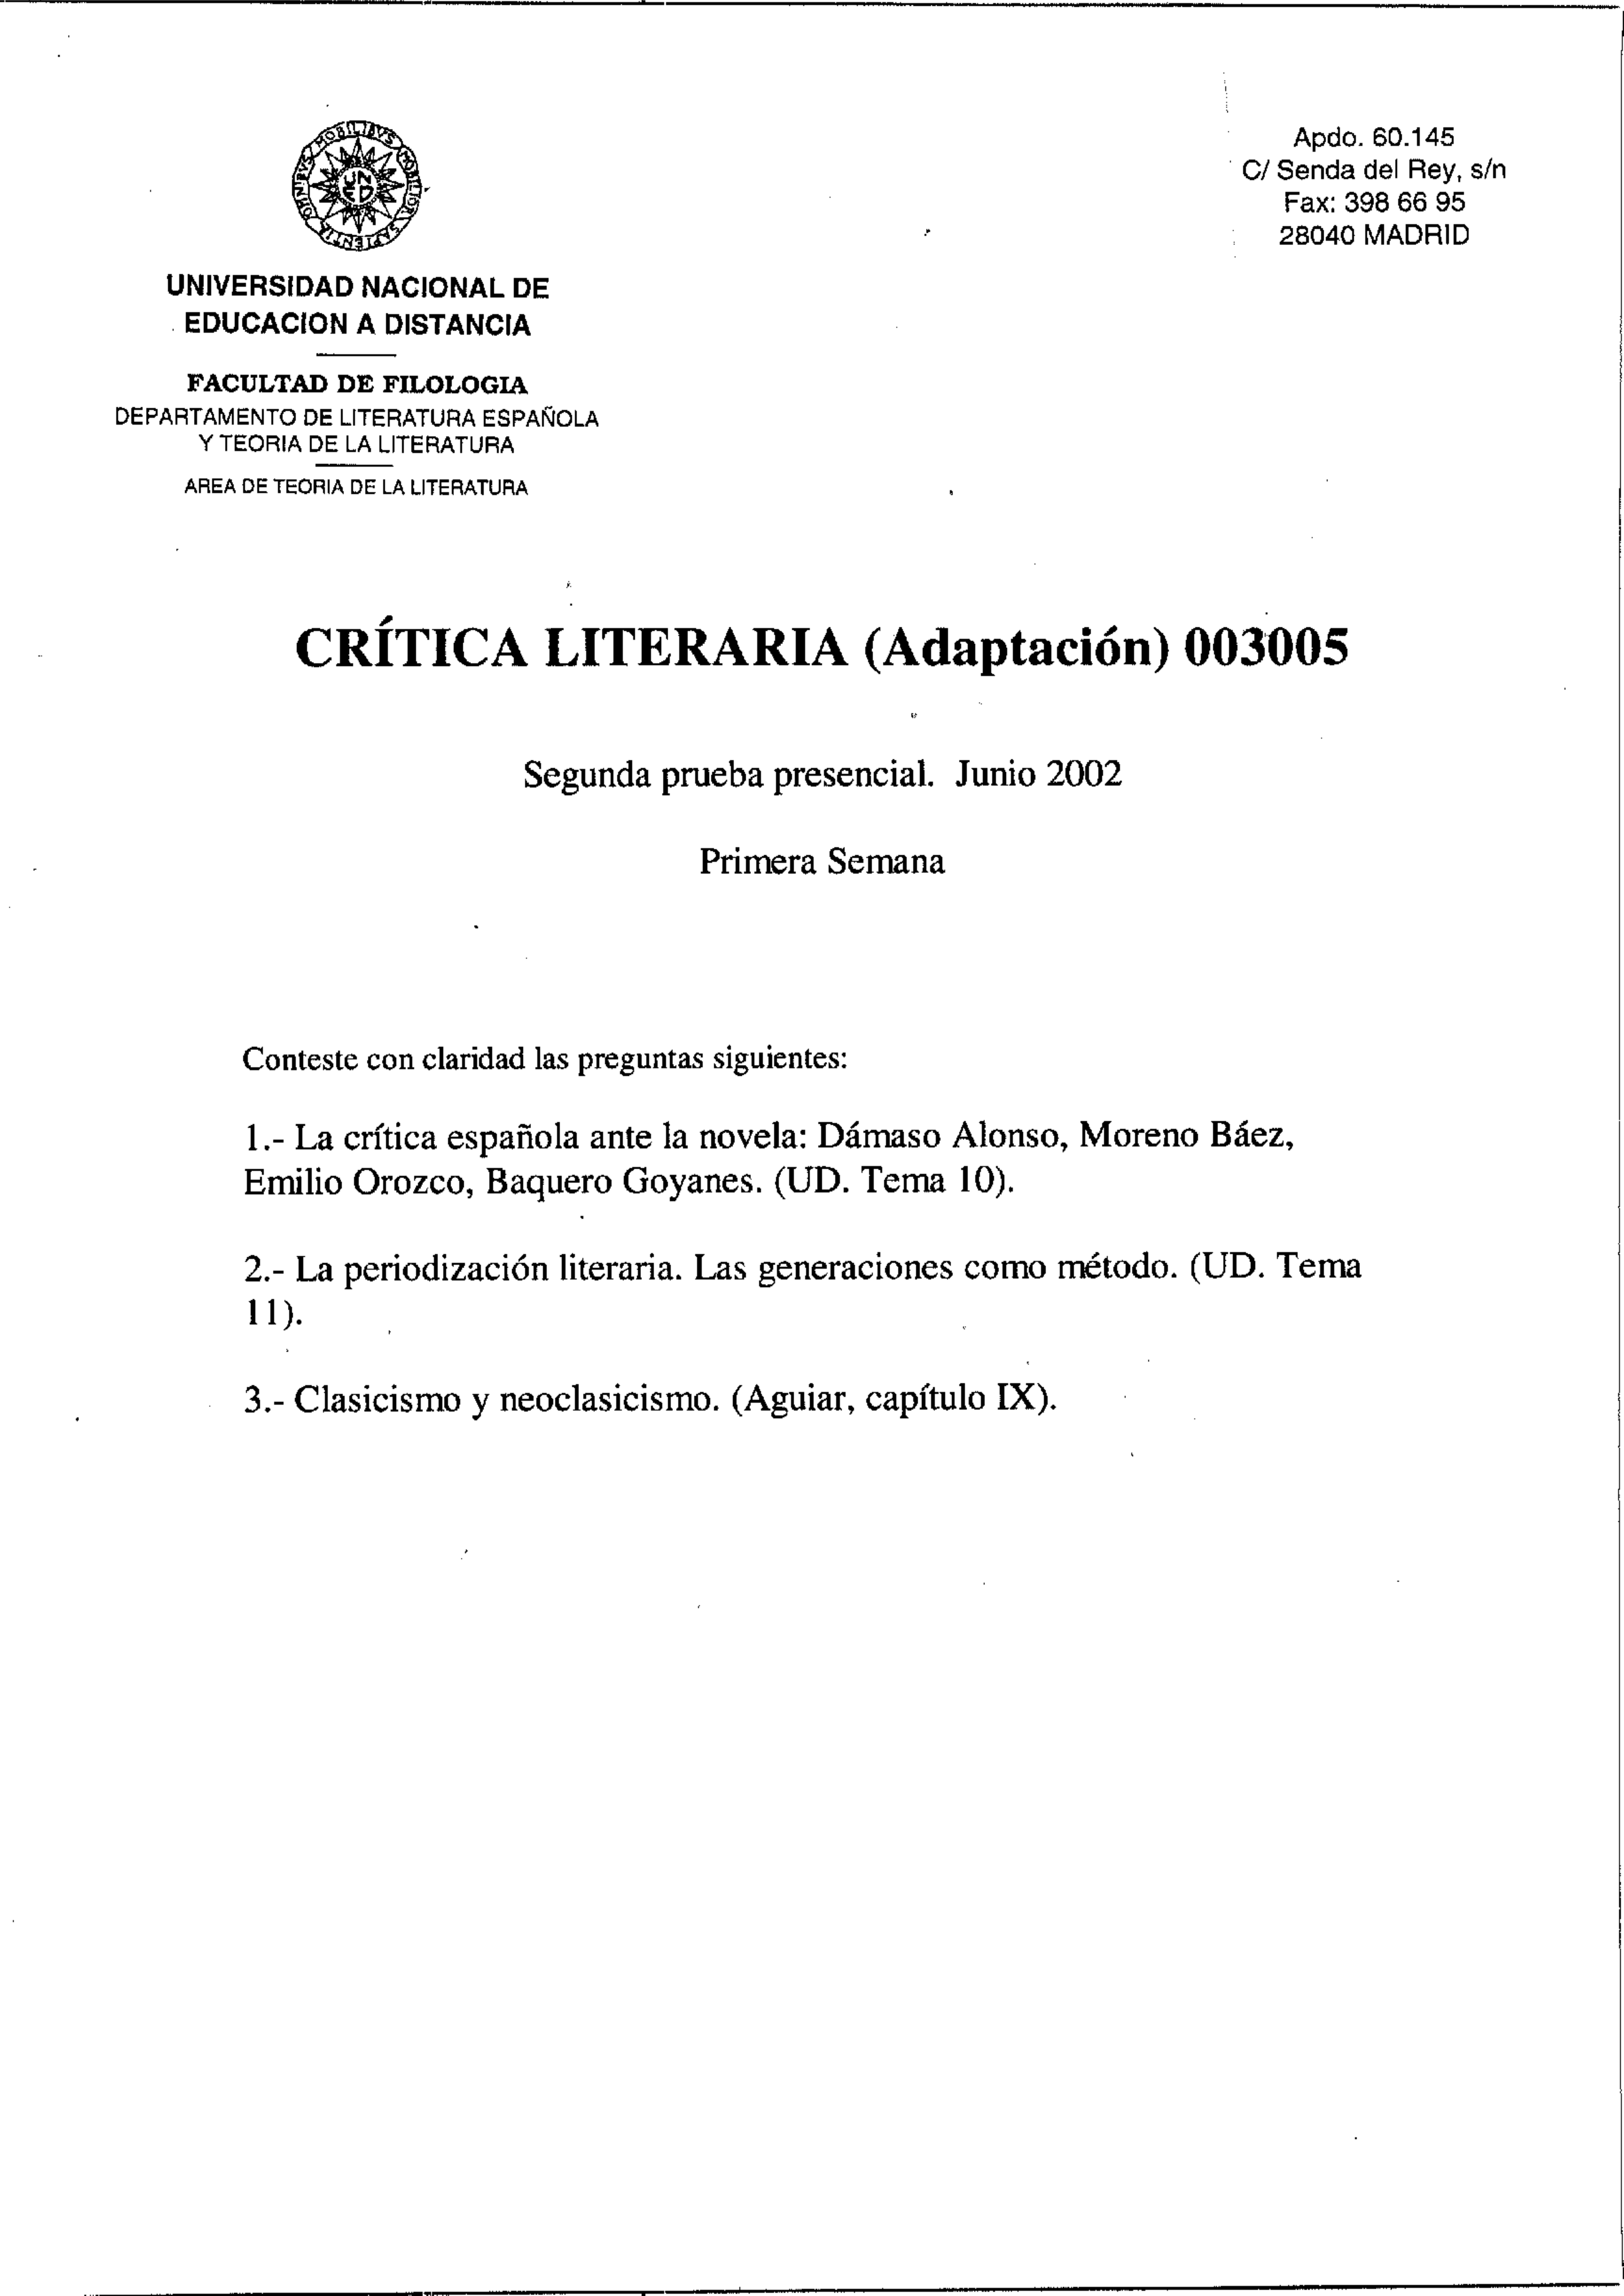 OMNIBVS MOBILIBVS MOBILIOR SAPIENTIA
UNED
Apdo. 60.145
C/ Senda del Rey, s/n
Fax: 398 66 95
28040 MADRID
UNIVERSIDAD NACIONAL DE
EDUCACION A DISTANCIA
FACULTAD DE FILOLOGIA
DEPARTAMENTO DE LITERATURA ESPAÑOLA
Y TEORIA DE LA LITERATURA
AREA DE TEORIA DE LA LITERATURA
CRÍTICA LITERARIA (Adaptación) 003005
Segunda prueba presencial. Junio 2002
Primera Semana
Conteste con claridad las preguntas siguientes:
1.- La crítica española ante la novela: Dámaso Alonso, Moreno Báez,
Emilio Orozco, Baquero Goyanes. (UD. Tema 10).
2.- La periodización literaria. Las generaciones como método. (UD. Tema
11).
3.- Clasicismo y neoclasicismo. (Aguiar, capítulo IX).